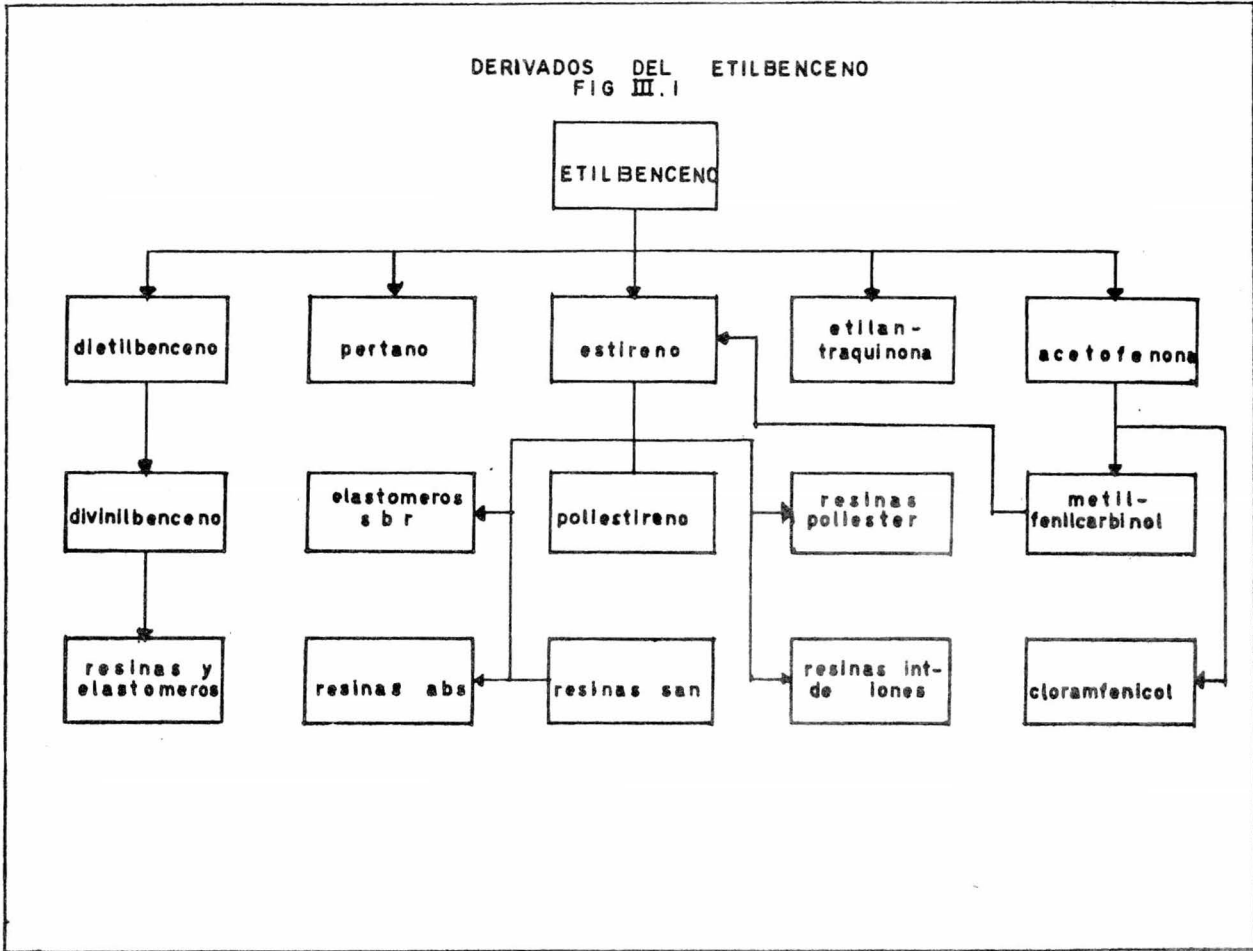 DERIVADOS DEL ETILBENCENO
FIG III.I
ETILBENCENO
dietilbenceno
pertano
estireno
etilan-
traquinona
acetofenona
divinilbenceno
elastomeros
sbr
poliestireno
resinas
poliester
metil-
fenilcarbinol
resinas y
elastomeros
resinas abs
resinas san
resinas int-
de iones
cloramfenicol